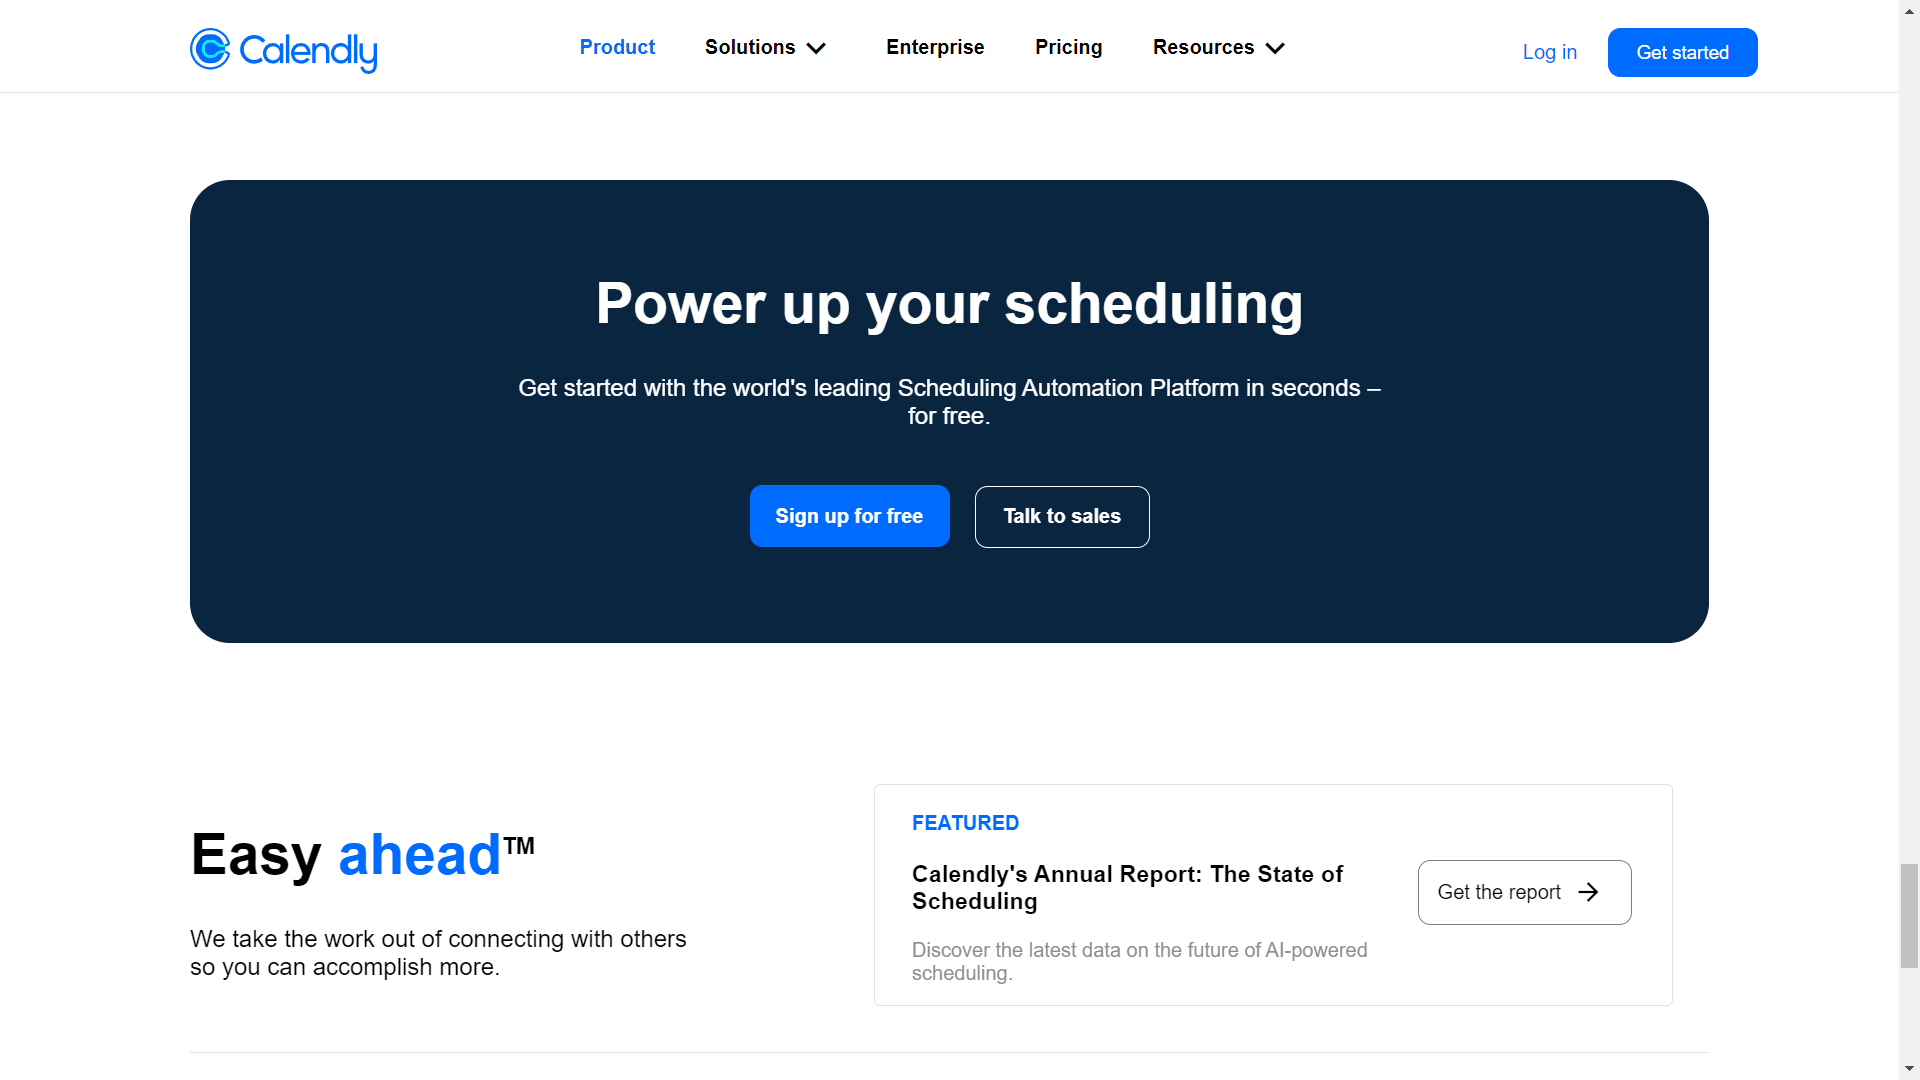 Calendly
Product
Solutions
Enterprise
Pricing
Resources
Log in
Get started
Power up your scheduling
Get started with the world's leading Scheduling Automation Platform in seconds –
for free.
Sign up for free
Talk to sales
Easy ahead™
We take the work out of connecting with others
so you can accomplish more.
FEATURED
Calendly's Annual Report: The State of
Scheduling
Discover the latest data on the future of AI-powered
scheduling.
Get the report